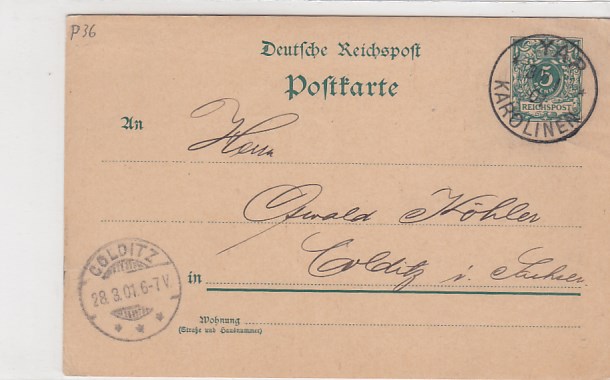 P36
Deutsche Reichspost
Postkarte
YAP
KAROLINEN
5
REICHSPOST
An
Herrn
Oswald Köhler
Colditz i. Sachsen
in
COLDITZ
28.3.01.6-7V.
Wohnung
(Straße und Hausnummer)